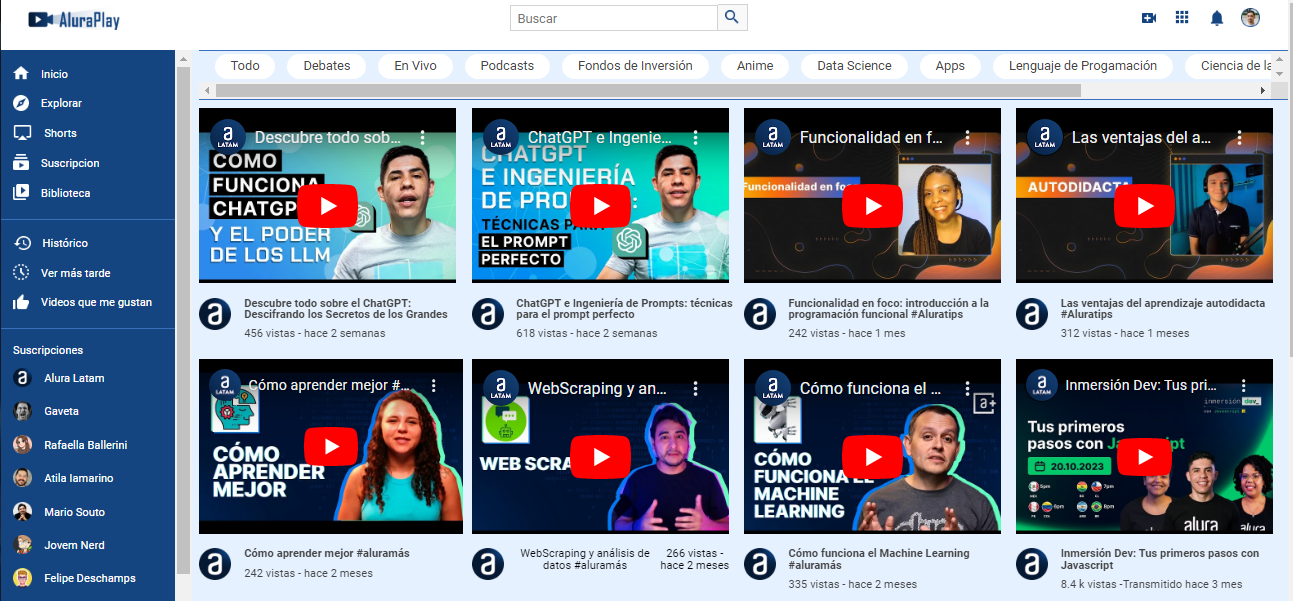 AluraPlay
Buscar
Inicio
Explorar
Shorts
Suscripcion
Biblioteca
Histórico
Ver más tarde
Videos que me gustan
Suscripciones
Alura Latam
Gaveta
Rafaella Ballerini
Atila Iamarino
Mario Souto
Jovem Nerd
Felipe Deschamps
Todo
Debates
En Vivo
Podcasts
Fondos de Inversión
Anime
Data Science
Apps
Lenguaje de Progamación
Ciencia de la
a LATAM
Descubre todo sob...
CÓMO
FUNCIONA
CHATGP
Y EL PODER
DE LOS LLM
Descubre todo sobre el ChatGPT:
Descifrando los Secretos de los Grandes
456 vistas - hace 2 semanas
a LATAM
ChatGPT e Ingenie...
CHATGPT
E INGENIERÍA
DE PRO
TÉCNICAS PARA
EL PROMPT
PERFECTO
ChatGPT e Ingeniería de Prompts: técnicas
para el prompt perfecto
618 vistas - hace 2 semanas
a LATAM
Funcionalidad en f...
Funcionalidad en foco
Funcionalidad en foco: introducción a la
programación funcional #Aluratips
242 vistas - hace 1 mes
a LATAM
Las ventajas del a...
AUTODIDACTA
Las ventajas del aprendizaje autodidacta
#Aluratips
312 vistas - hace 1 meses
a LATAM
Cómo aprender mejor #...
CÓMO
APRENDER
MEJOR
Cómo aprender mejor #aluramás
242 vistas - hace 2 meses
a LATAM
WebScraping y an...
WEB SCRA
WebScraping y análisis de
datos #aluramás
266 vistas -
hace 2 meses
a LATAM
Cómo funciona el ...
a+
CÓMO
FUNCIONA EL
MACHINE
LEARNING
Cómo funciona el Machine Learning
#aluramás
335 vistas - hace 2 meses
a LATAM
Inmersión Dev: Tus pri...
inmersión dev_
Tus primeros
pasos con Javascript
20.10.2023
5pm
7pm
6pm
8pm
alura
alura
Inmersión Dev: Tus primeros pasos con
Javascript
8.4 k vistas -Transmitido hace 3 mes